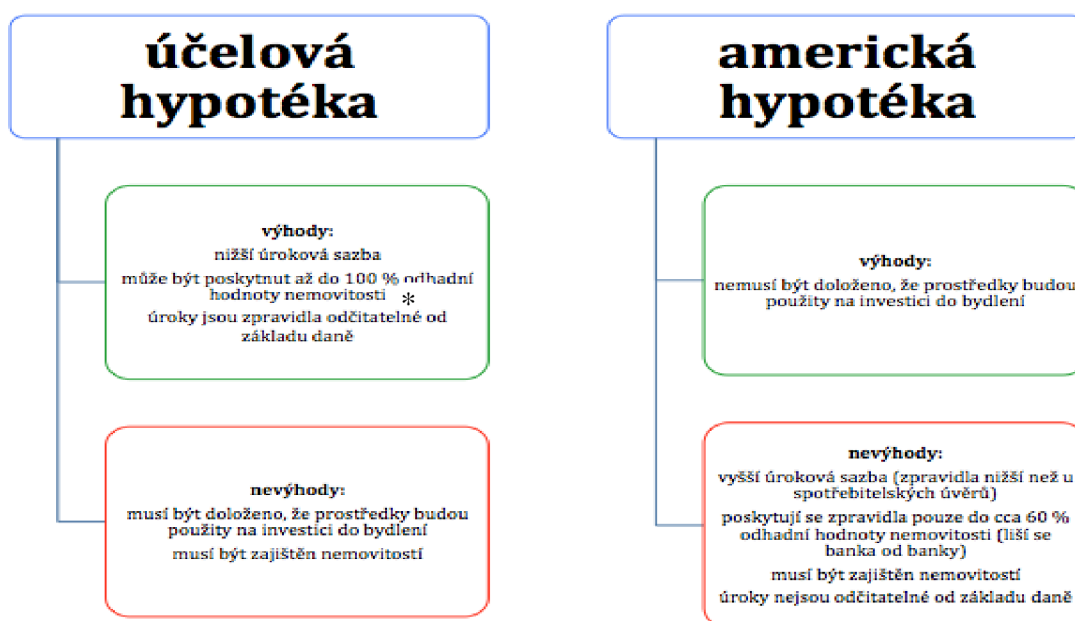 účelová
hypotéka
výhody:
nižší úroková sazba
může být poskytnut až do 100 % odhadní
hodnoty nemovitosti *
úroky jsou zpravidla odčitatelné od
základu daně
nevýhody:
musí být doloženo, že prostředky budou
použity na investici do bydlení
musí být zajištěn nemovitostí
americká
hypotéka
výhody:
nemusí být doloženo, že prostředky budou
použity na investici do bydlení
nevýhody:
vyšší úroková sazba (zpravidla nižší než u
spotřebitelských úvěrů)
poskytují se zpravidla pouze do cca 60 %
odhadní hodnoty nemovitosti (liší se
banka od banky)
musí být zajištěn nemovitostí
úroky nejsou odčitatelné od základu daně